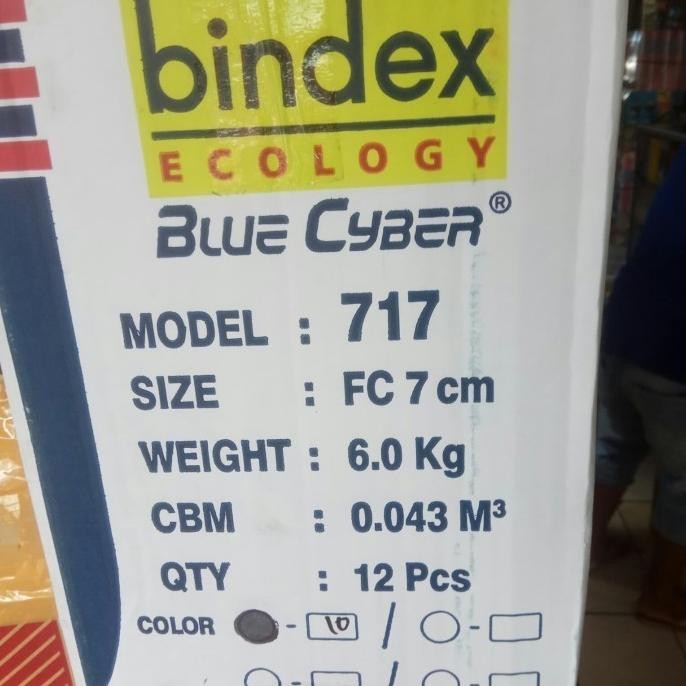 bindex
ECOLOGY
BLUE CYBER®
MODEL : 717
SIZE : FC 7 cm
WEIGHT : 6.0 Kg
CBM : 0.043 M³
QTY : 12 Pcs
COLOR - 10 / -